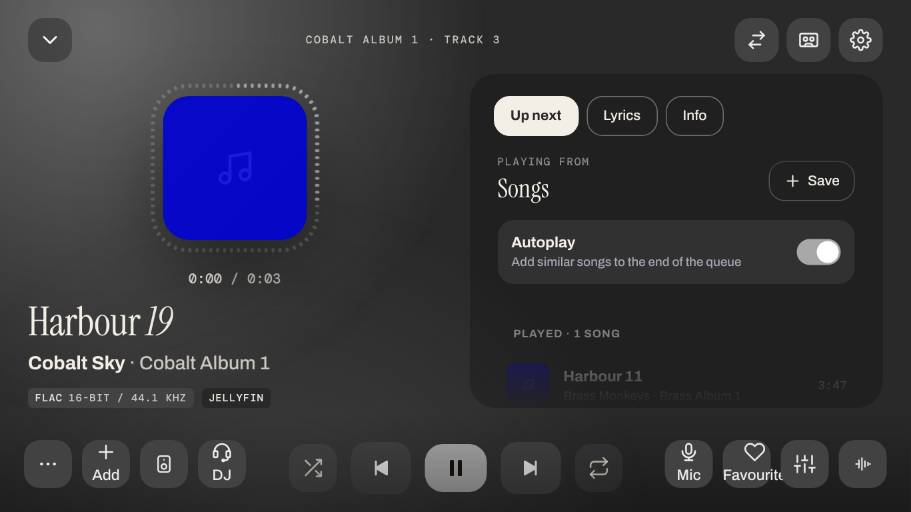 COBALT ALBUM 1 · TRACK 3
0:00 / 0:03
Harbour 19
Cobalt Sky · Cobalt Album 1
FLAC 16-BIT / 44.1 KHZ JELLYFIN
Up next Lyrics Info
PLAYING FROM
Songs
Save
Autoplay
Add similar songs to the end of the queue
PLAYED · 1 SONG
Harbour 11
3:47
Brass Monkeys · Brass Album 1
Add
DJ
Mic
Favourite